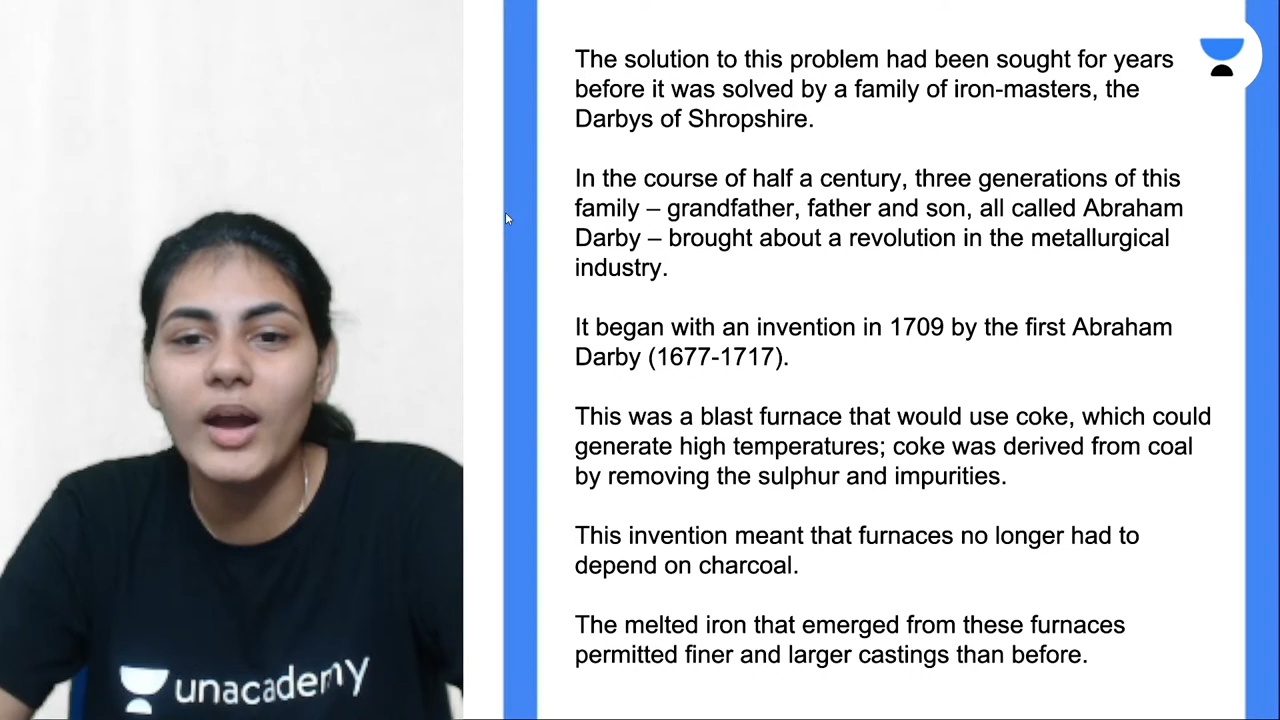 The solution to this problem had been sought for years
before it was solved by a family of iron-masters, the
Darbys of Shropshire.
In the course of half a century, three generations of this
family – grandfather, father and son, all called Abraham
Darby – brought about a revolution in the metallurgical
industry.
It began with an invention in 1709 by the first Abraham
Darby (1677-1717).
This was a blast furnace that would use coke, which could
generate high temperatures; coke was derived from coal
by removing the sulphur and impurities.
This invention meant that furnaces no longer had to
depend on charcoal.
The melted iron that emerged from these furnaces
permitted finer and larger castings than before.
unacademy